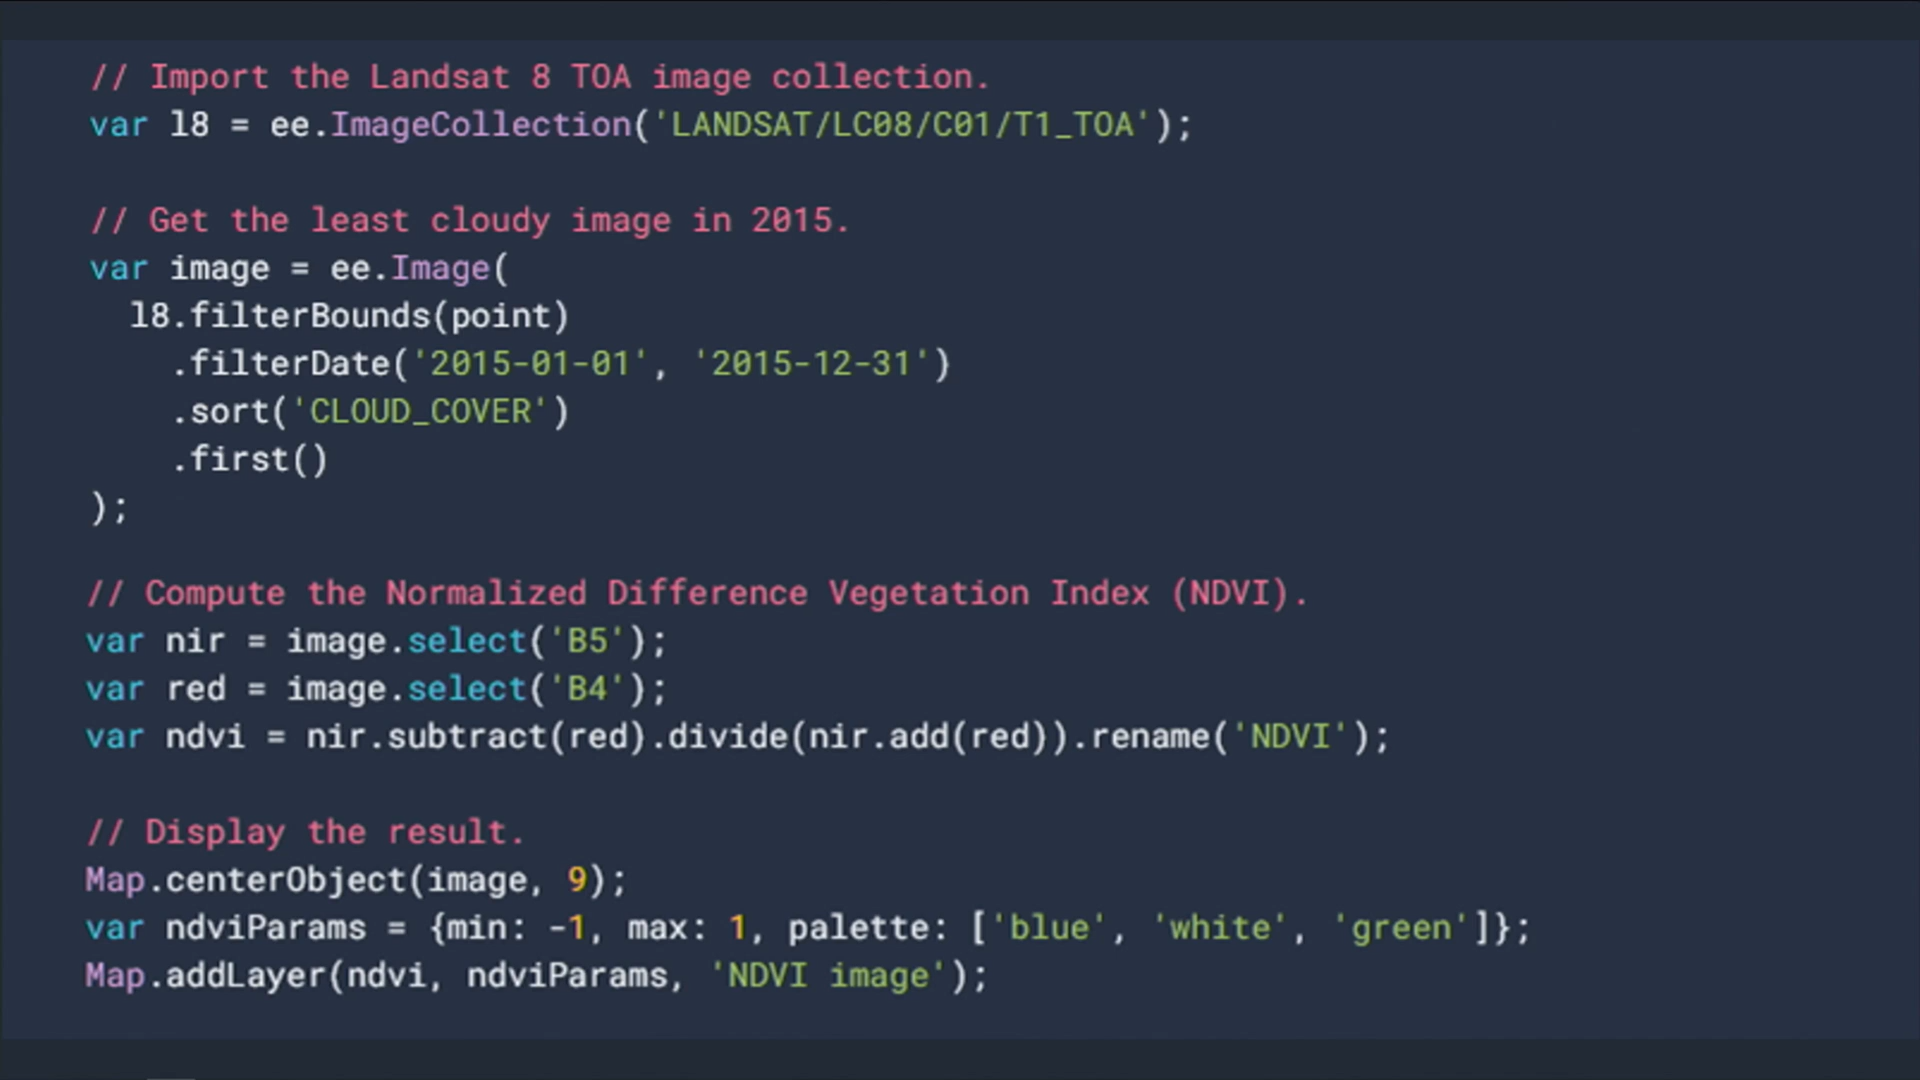 // Import the Landsat 8 TOA image collection.
var l8 = ee.ImageCollection('LANDSAT/LC08/C01/T1_TOA');
// Get the least cloudy image in 2015.
var image = ee.Image(
l8.filterBounds(point)
.filterDate('2015-01-01', '2015-12-31')
.sort('CLOUD_COVER')
.first()
);
// Compute the Normalized Difference Vegetation Index (NDVI).
var nir = image.select('B5');
var red = image.select('B4');
var ndvi = nir.subtract(red).divide(nir.add(red)).rename('NDVI');
// Display the result.
Map.centerObject(image, 9);
var ndviParams = {min: -1, max: 1, palette: ['blue', 'white', 'green']};
Map.addLayer(ndvi, ndviParams, 'NDVI image');